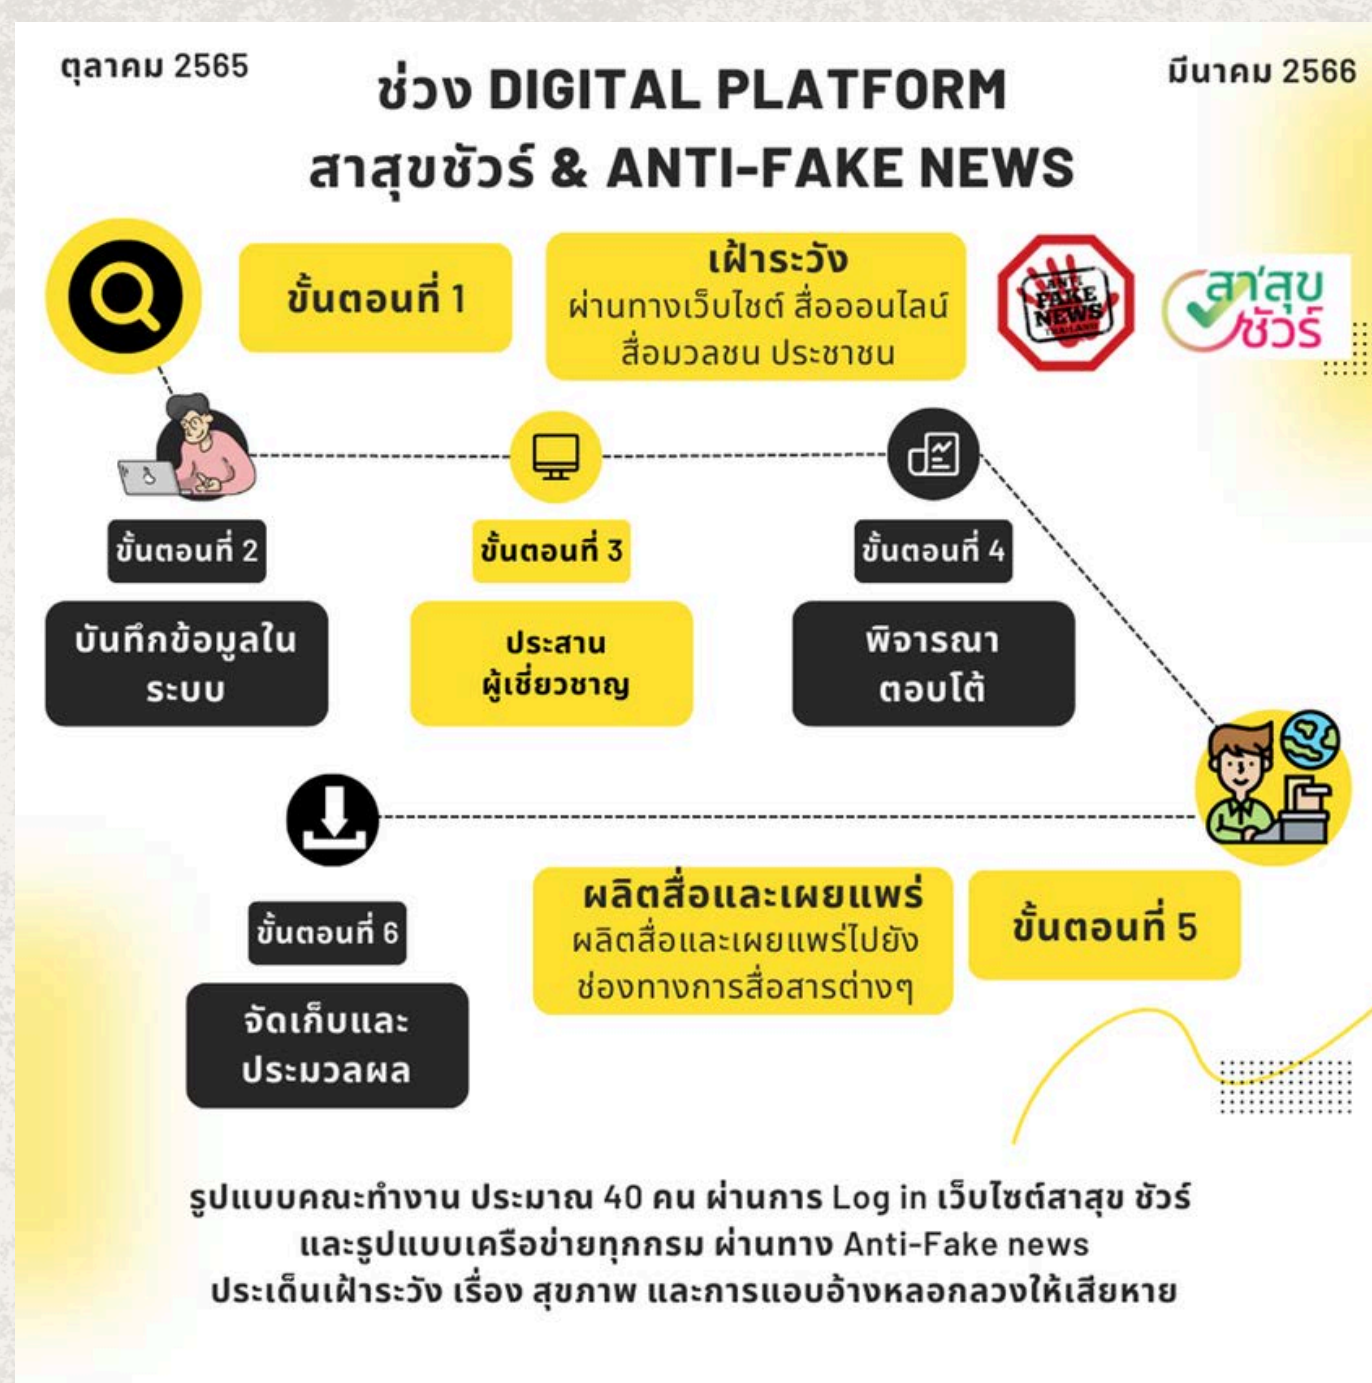 ตุลาคม 2565
มีนาคม 2566
ช่วง DIGITAL PLATFORM
สาสุขชัวร์ & ANTI-FAKE NEWS
ขั้นตอนที่ 1
เฝ้าระวัง
ผ่านทางเว็บไซต์ สื่อออนไลน์
สื่อมวลชน ประชาชน
ANTI
FAKE
NEWS
THAILAND
สา'สุข
ชัวร์
ขั้นตอนที่ 2
บันทึกข้อมูลใน
ระบบ
ขั้นตอนที่ 3
ประสาน
ผู้เชี่ยวชาญ
ขั้นตอนที่ 4
พิจารณา
ตอบโต้
ขั้นตอนที่ 5
ผลิตสื่อและเผยแพร่
ผลิตสื่อและเผยแพร่ไปยัง
ช่องทางการสื่อสารต่างๆ
ขั้นตอนที่ 6
จัดเก็บและ
ประมวลผล
รูปแบบคณะทำงาน ประมาณ 40 คน ผ่านการ Log in เว็บไซต์สาสุข ชัวร์
และรูปแบบเครือข่ายทุกกรม ผ่านทาง Anti-Fake news
ประเด็นเฝ้าระวัง เรื่อง สุขภาพ และการแอบอ้างหลอกลวงให้เสียหาย